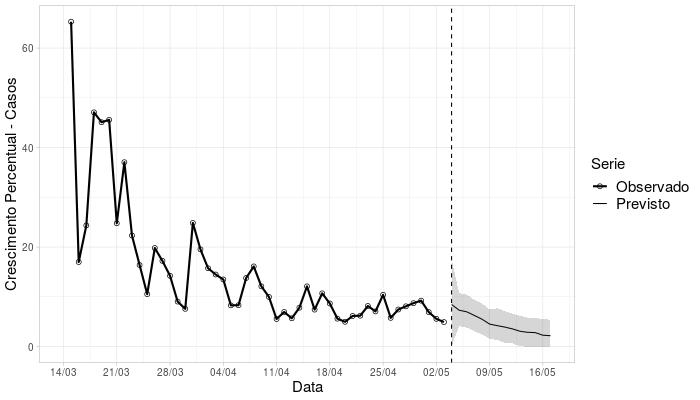 Crescimento Percentual - Casos
60
40
20
0
14/03 21/03 28/03 04/04 11/04 18/04 25/04 02/05 09/05 16/05
Data
Serie
Observado
Previsto